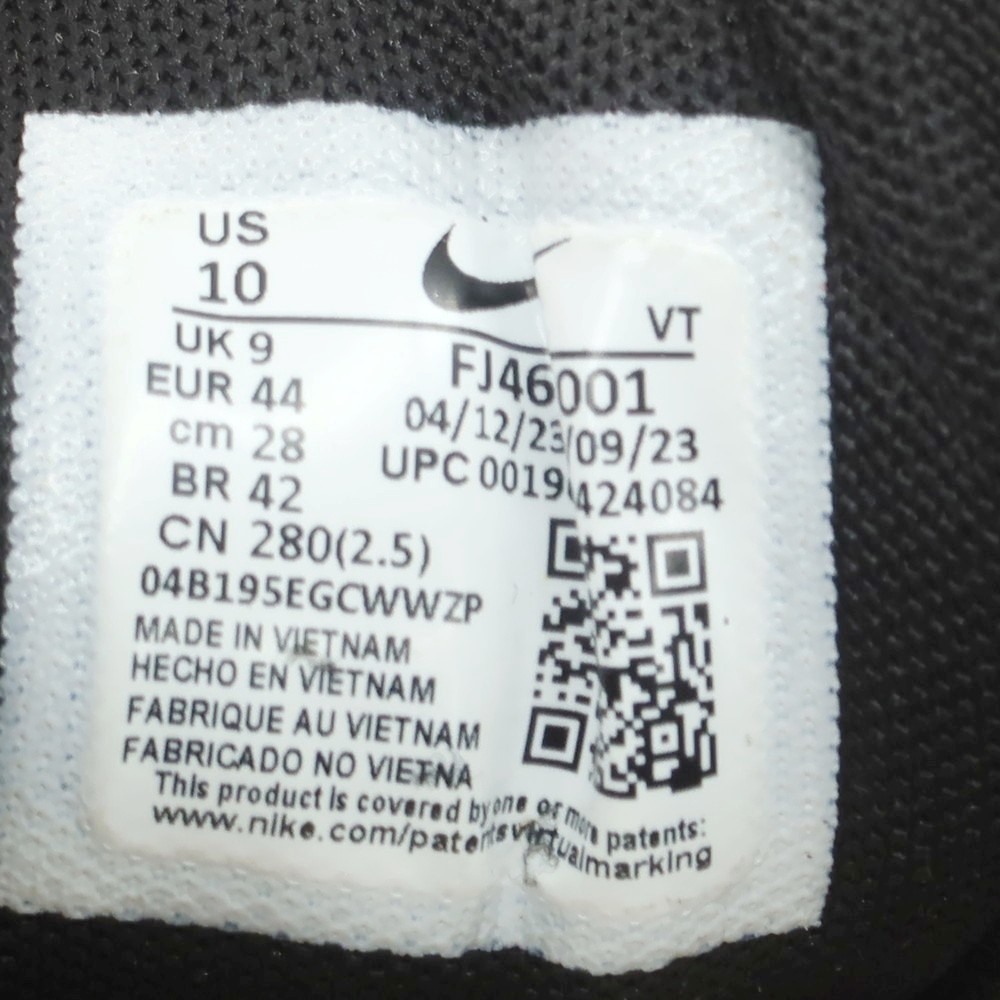 US
10
VT
UK 9
EUR 44
cm 28
BR 42
CN 280(2.5)
04B195EGCWWZP
MADE IN VIETNAM
HECHO EN VIETNAM
FABRIQUE AU VIETNAM
FABRICADO NO VIETNA
FJ46001
04/12/23 09/23
UPC
This product is covered by one or more patents:
www.nike.com/patentsvirtualmarking